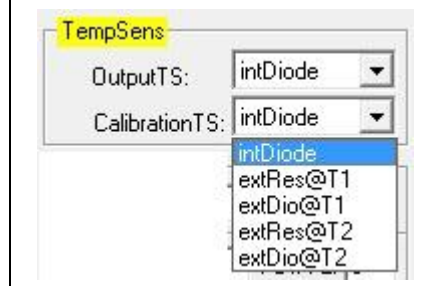 TempSens
OutputTS: intDiode
CalibrationTS: intDiode
intDiode
extRes@T1
extDio@T1
extRes@T2
extDio@T2